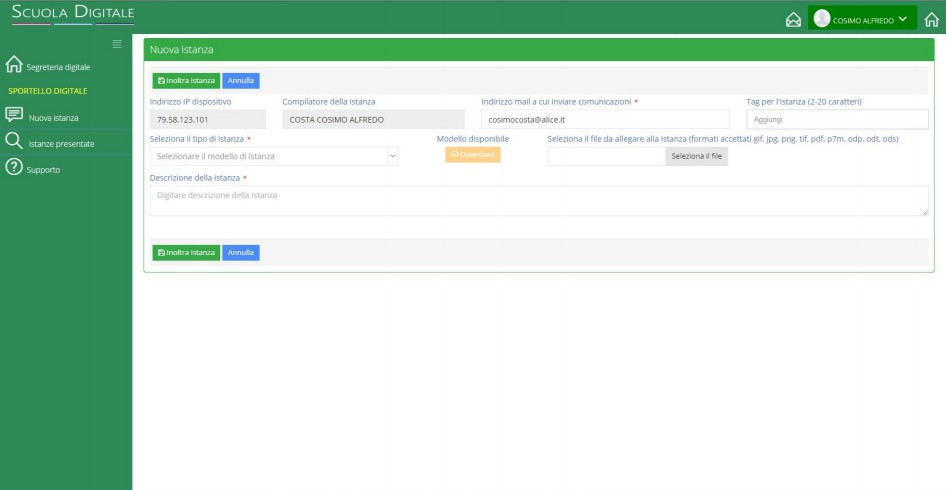 SCUOLA DIGITALE
COSIMO ALFREDO
Segreteria digitale
SPORTELLO DIGITALE
Nuova istanza
istanze presentate
Supporto
Nuova istanza
Inoltra istanza Annulla
Indirizzo IP dispositivo Compilatore della istanza Indirizzo mail a cui inviare comunicazioni * Tag per l'istanza (2-20 caratteri)
79.58.123.101 COSTA COSIMO ALFREDO cosimocosta@alice.it Aggiungi
Seleziona il tipo di istanza * Modello disponibile Seleziona il file da allegare alla istanza (formati accettati gif, jpg, png, tif, pdf, p7m, odp, odt, ods)
Selezionare il modello di istanza Download Seleziona il file
Descrizione della istanza *
Digitare descrizione della istanza
Inoltra istanza Annulla